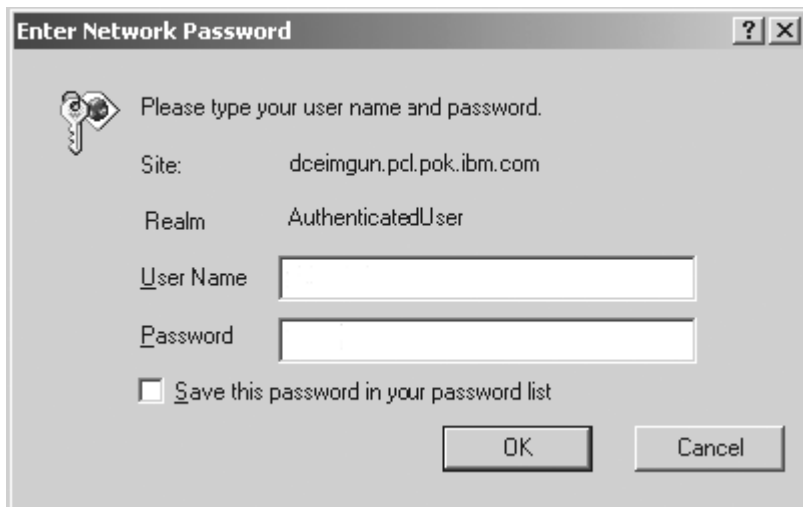 Enter Network Password
Please type your user name and password.
Site: dceimgun.pcl.pok.ibm.com
Realm AuthenticatedUser
User Name
Password
Save this password in your password list
OK Cancel